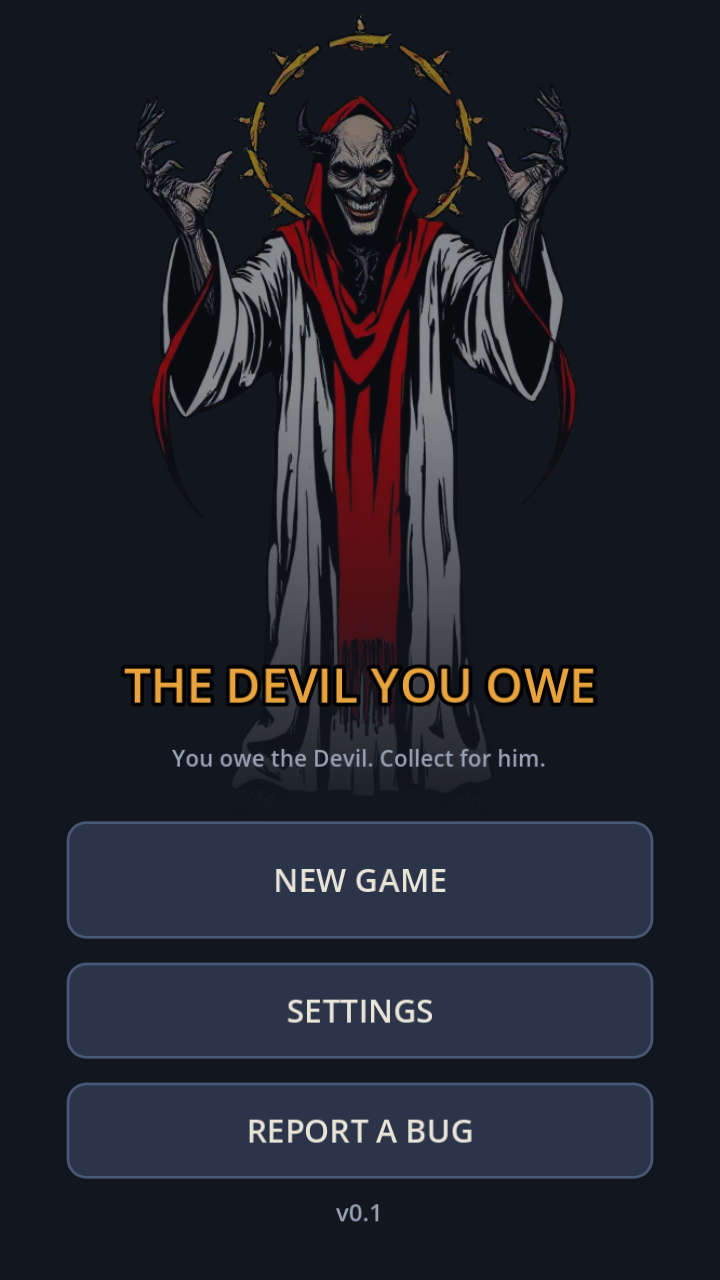 THE DEVIL YOU OWE
You owe the Devil. Collect for him.
NEW GAME
SETTINGS
REPORT A BUG
v0.1